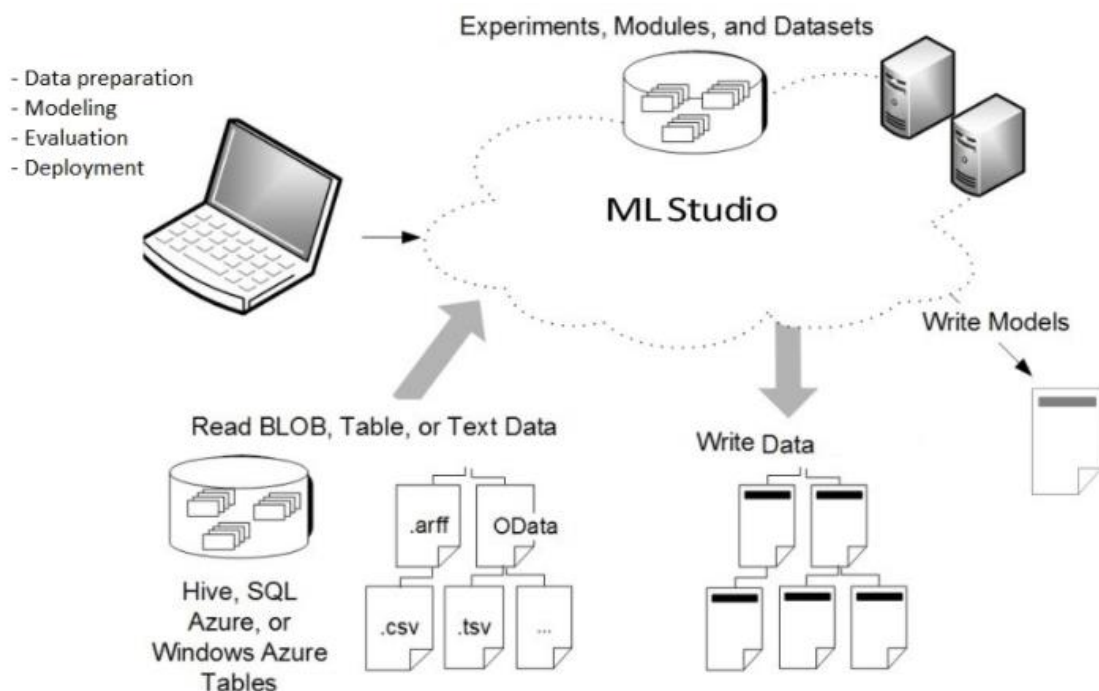 Experiments, Modules, and Datasets
- Data preparation
- Modeling
- Evaluation
- Deployment
ML Studio
Write Models
Read BLOB, Table, or Text Data
Write Data
.arff
OData
.csv
.tsv
...
Hive, SQL
Azure, or
Windows Azure
Tables